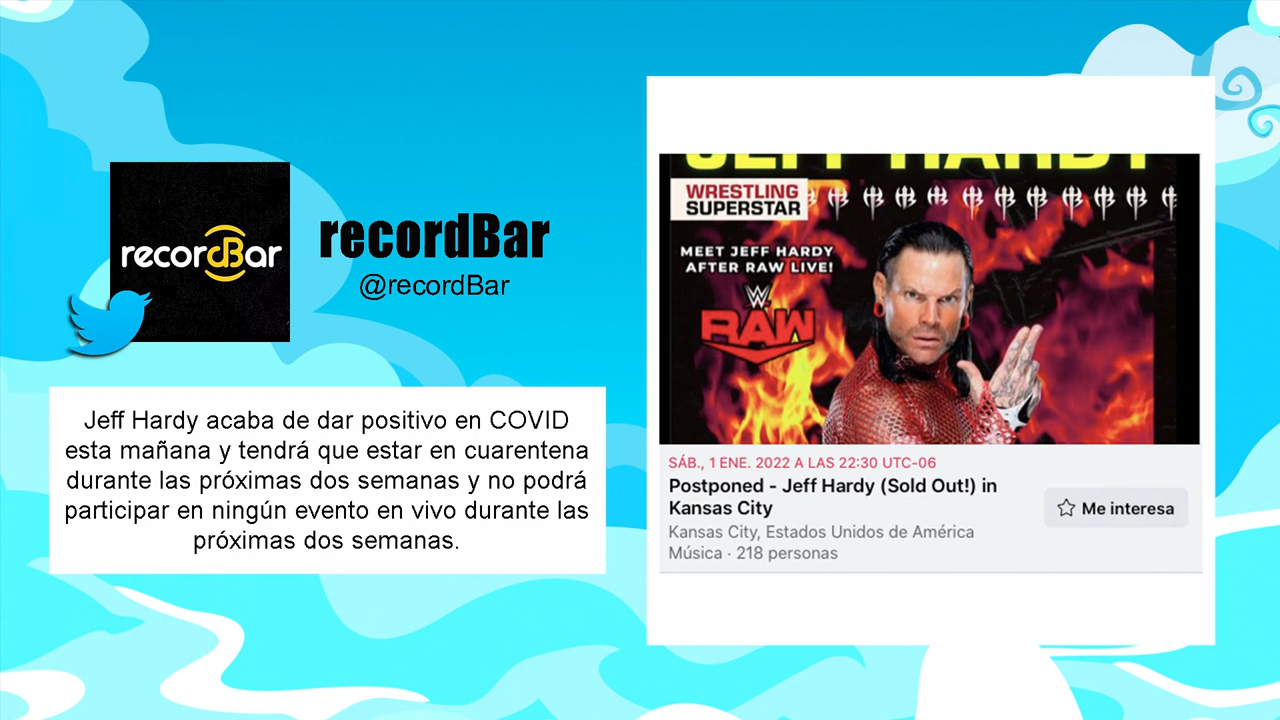 recordBar
recordBar
@recordBar
Jeff Hardy acaba de dar positivo en COVID
esta mañana y tendrá que estar en cuarentena
durante las próximas dos semanas y no podrá
participar en ningún evento en vivo durante las
próximas dos semanas.
JEFF HARDY
WRESTLING
SUPERSTAR
MEET JEFF HARDY
AFTER RAW LIVE!
W
RAW
SÁB., 1 ENE. 2022 A LAS 22:30 UTC-06
Postponed - Jeff Hardy (Sold Out!) in
Kansas City
Me interesa
Kansas City, Estados Unidos de América
Música · 218 personas